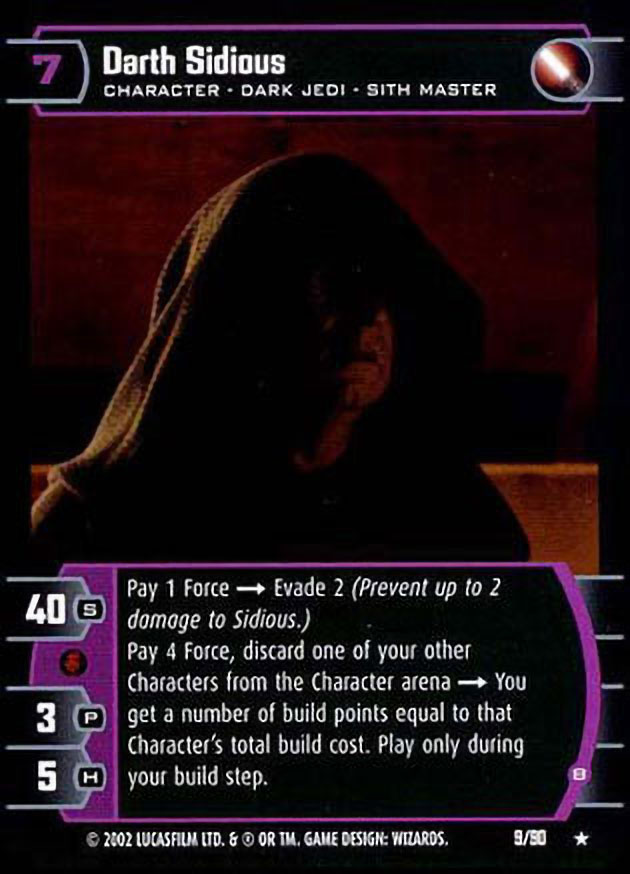 7
Darth Sidious
CHARACTER · DARK JEDI · SITH MASTER
40 S
3 P
5 H
Pay 1 Force → Evade 2 (Prevent up to 2
damage to Sidious.)
Pay 4 Force, discard one of your other
Characters from the Character arena → You
get a number of build points equal to that
Character's total build cost. Play only during
your build step.
B
© 2002 LUCASFILM LTD. & ® OR TM. GAME DESIGN: WIZARDS.
9/90 ★